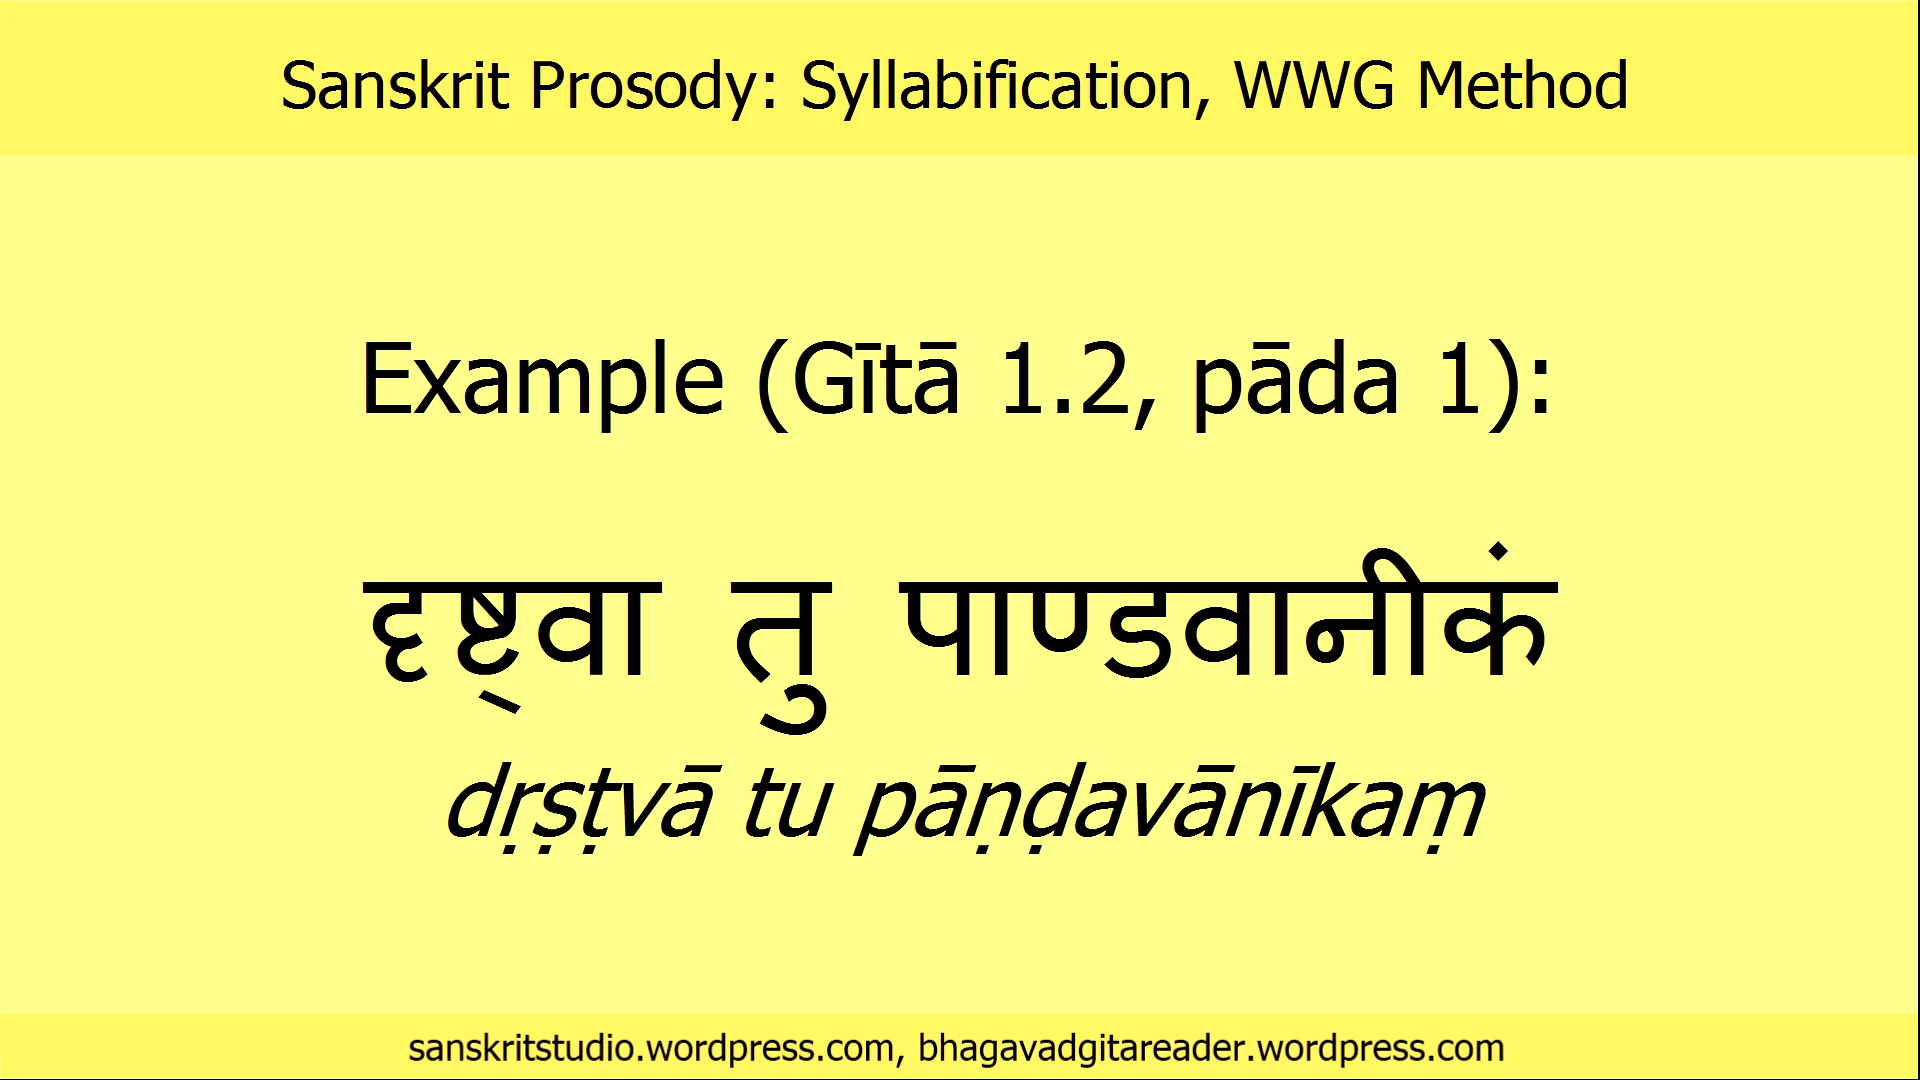 Sanskrit Prosody: Syllabification, WWG Method
Example (Gītā 1.2, pāda 1):
दृष्ट्वा तु पाण्डवानीकं
dṛṣṭvā tu pāṇḍavānīkaṃ
sanskritstudio.wordpress.com, bhagavadgitareader.wordpress.com